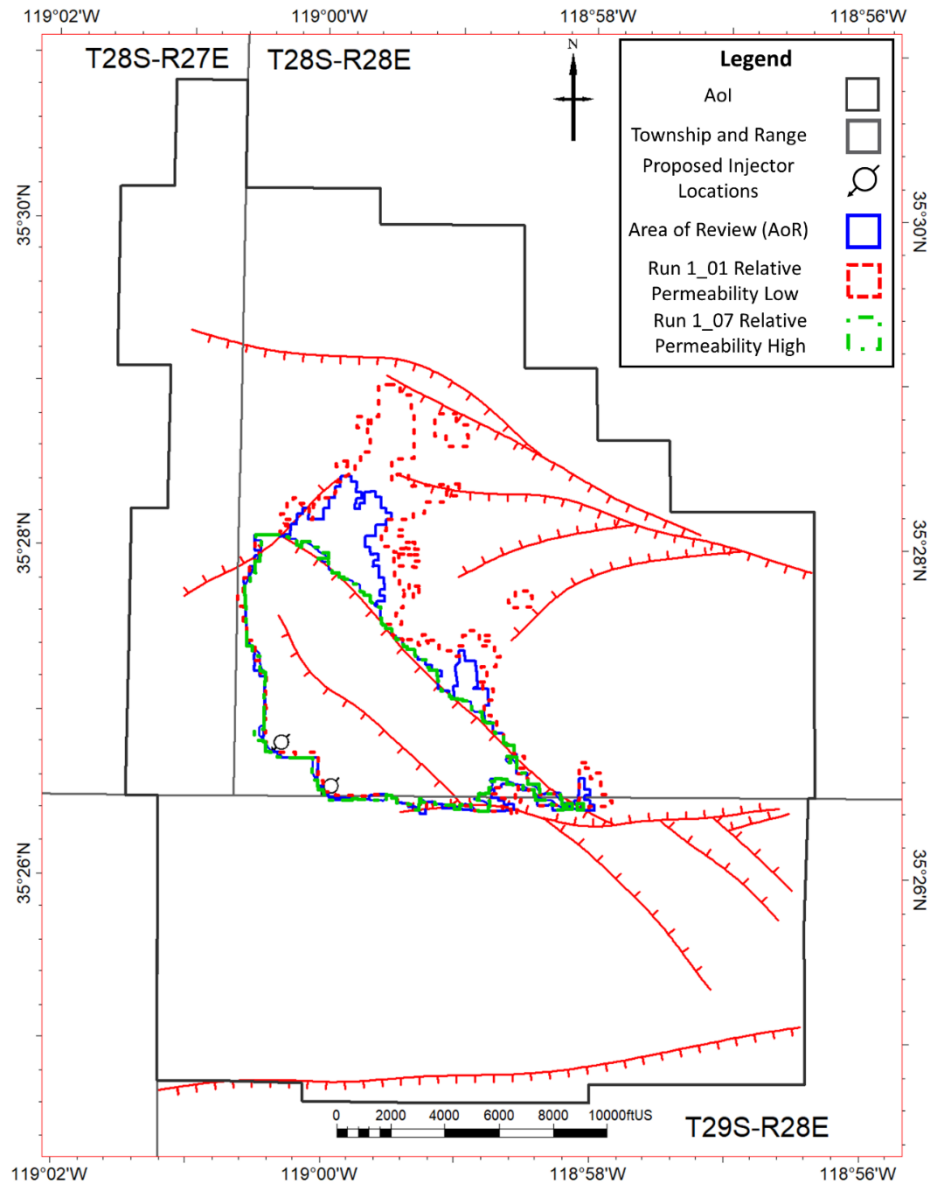 119°02'W 119°00'W 118°58'W 118°56'W
T28S-R27E T28S-R28E
N
Legend
AoI
Township and Range
Proposed Injector
Locations
Area of Review (AoR)
Run 1_01 Relative
Permeability Low
Run 1_07 Relative
Permeability High
35°30'N
35°30'N
35°28'N
35°28'N
35°26'N
35°26'N
0 2000 4000 6000 8000 10000ftUS
T29S-R28E
119°02'W 119°00'W 118°58'W 118°56'W